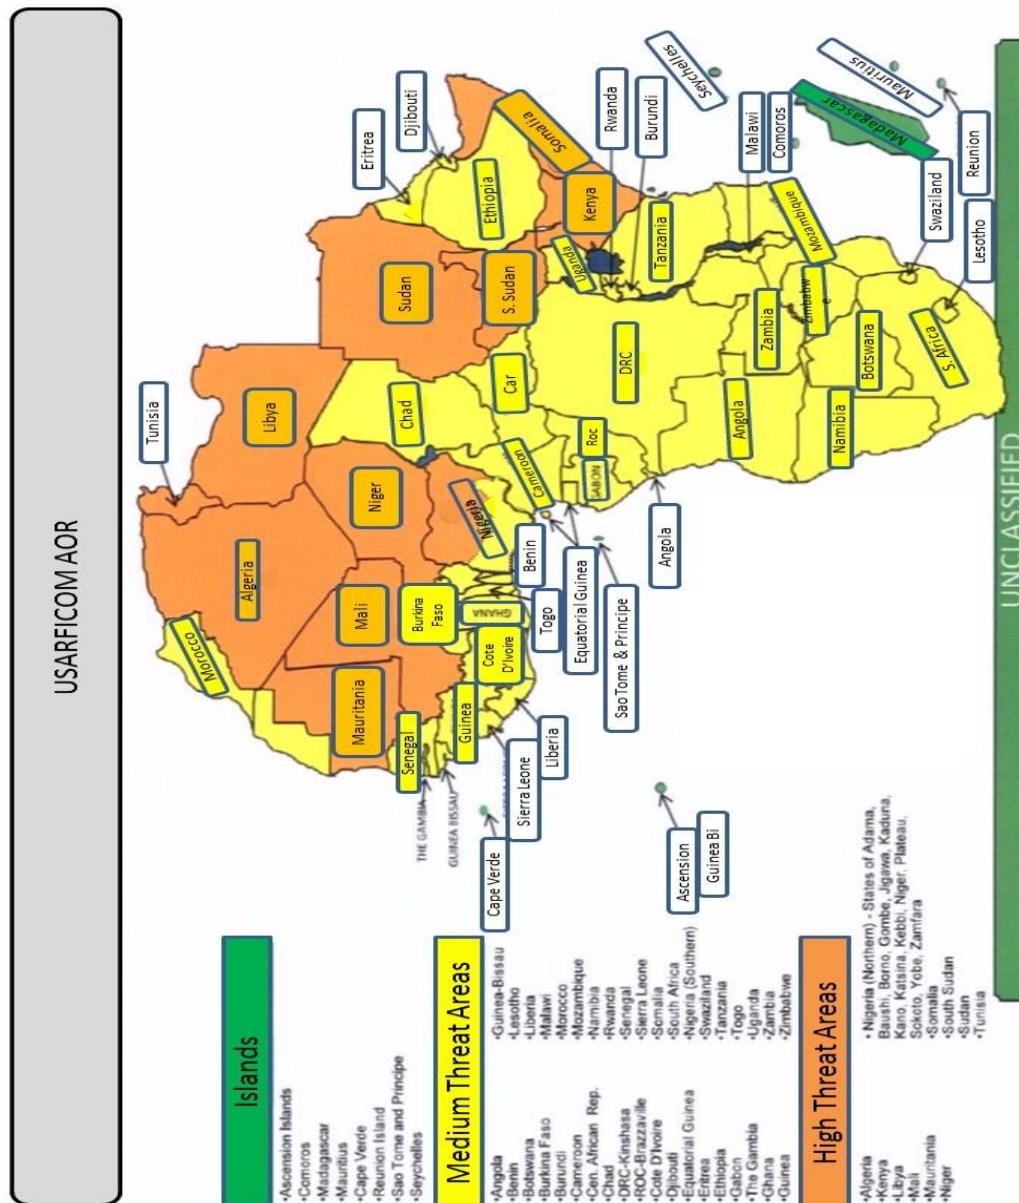 USARFICOM AOR
Tunisia
Morocco
Algeria
Libya
Mauritania
Mali
Niger
Chad
Sudan
Eritrea
Djibouti
Senegal
THE GAMBIA
GUINEA BISSAU
Guinea
Burkina
Faso
Cote
D'Ivoire
GHANA
Nigeria
Cameroon
Car
S. Sudan
Ethiopia
Somalia
Cape Verde
Sierra Leone
Liberia
Togo
Benin
Equatorial Guinea
Sao Tome & Principe
GABON
Roc
DRC
Uganda
Kenya
Rwanda
Burundi
Seychelles
Ascension
Guinea Bi
Angola
Angola
Tanzania
Zambia
Malawi
Comoros
Mozambique
Zimbabw
e
Namibia
Botswana
S. Africa
Madagascar
Mauritius
Swaziland
Lesotho
Reunion
UNCLASSIFIED
Islands
•Ascension Islands
•Comoros
•Madagascar
•Mauritius
•Cape Verde
•Reunion Island
•Sao Tome and Principe
•Seychelles
Medium Threat Areas
•Angola
•Benin
•Botswana
•Burkina Faso
•Burundi
•Cameroon
•Cen. African Rep.
•Chad
•DRC-Kinshasa
•ROC-Brazzaville
•Cote D'Ivoire
•Djibouti
•Equatorial Guinea
•Eritrea
•Ethiopia
•Gabon
•The Gambia
•Ghana
•Guinea
•Guinea-Bissau
•Lesotho
•Liberia
•Malawi
•Morocco
•Mozambique
•Namibia
•Rwanda
•Senegal
•Sierra Leone
•Somalia
•South Africa
•Nigeria (Southern)
•Swaziland
•Tanzania
•Togo
•Uganda
•Zambia
•Zimbabwe
High Threat Areas
•Algeria
•Kenya
•Libya
•Mali
•Mauritania
•Niger
• Nigeria (Northern) - States of Adama,
Baushi, Borno, Gombe, Jigawa, Kaduna,
Kano, Katsina, Kebbi, Niger, Plateau,
Sokoto, Yobe, Zamfara
•Somalia
•South Sudan
•Sudan
•Tunisia